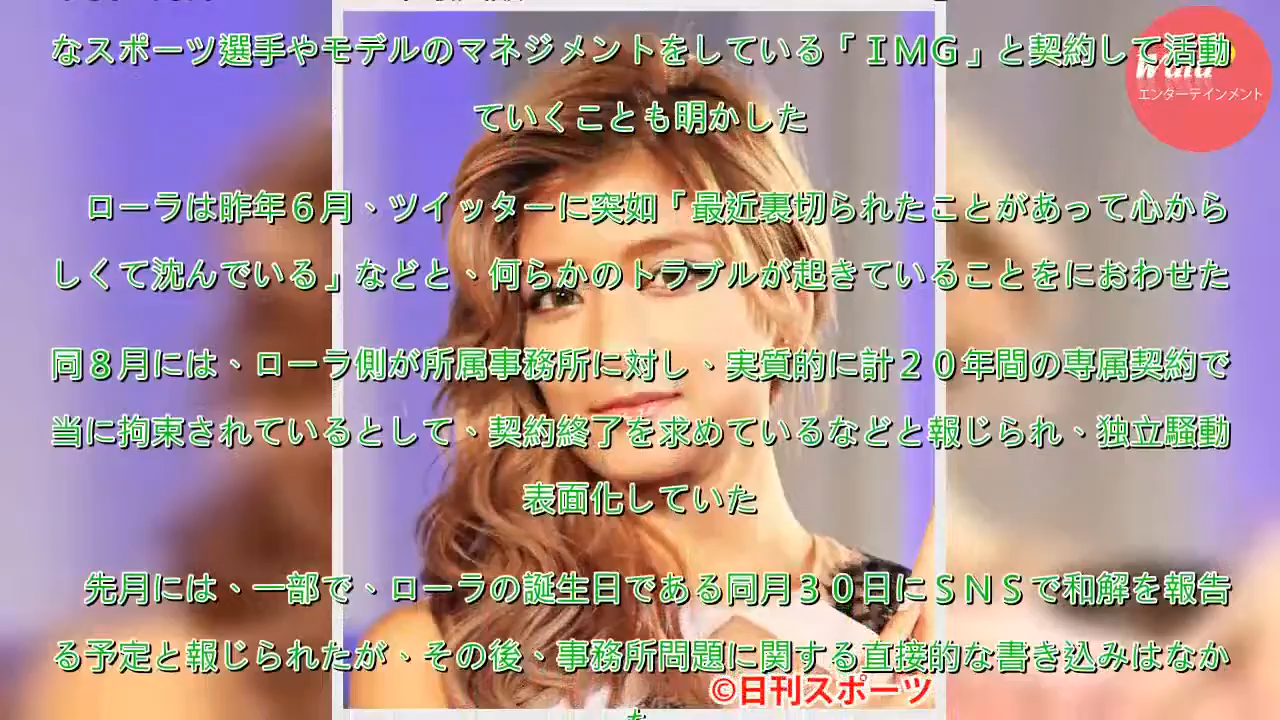 なスポーツ選手やモデルのマネジメントをしている「ＩＭＧ」と契約して活動
ていくことも明かした
エンターテインメント
ローラは昨年６月、ツイッターに突如「最近裏切られたことがあって心から
しくて沈んでいる」などと、何らかのトラブルが起きていることをにおわせた
同８月には、ローラ側が所属事務所に対し、実質的に計２０年間の専属契約で
当に拘束されているとして、契約終了を求めているなどと報じられ、独立騒動
表面化していた
先月には、一部で、ローラの誕生日である同月３０日にＳＮＳで和解を報告
る予定と報じられたが、その後、事務所問題に関する直接的な書き込みはなか
©日刊スポーツ